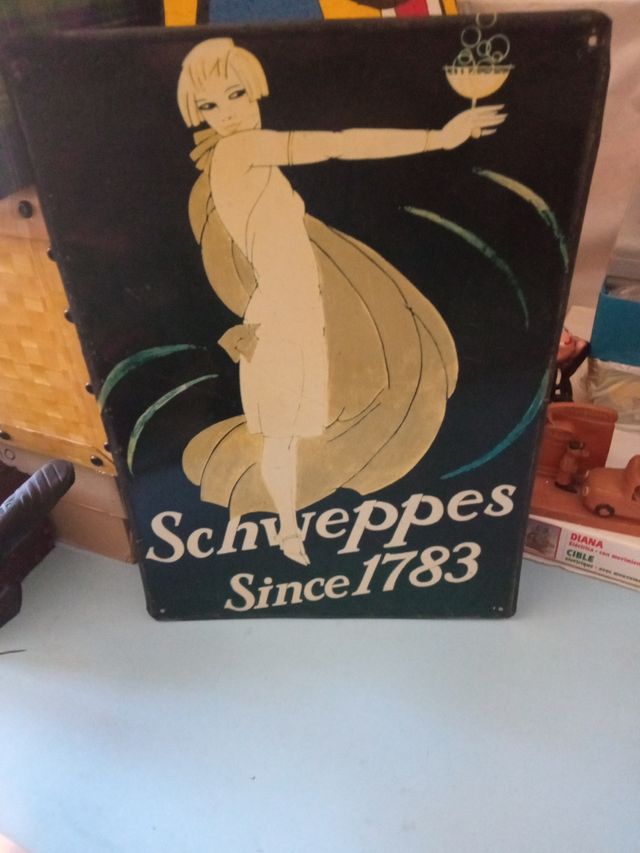 Schweppes
Since 1783
DIANA
CIBLE